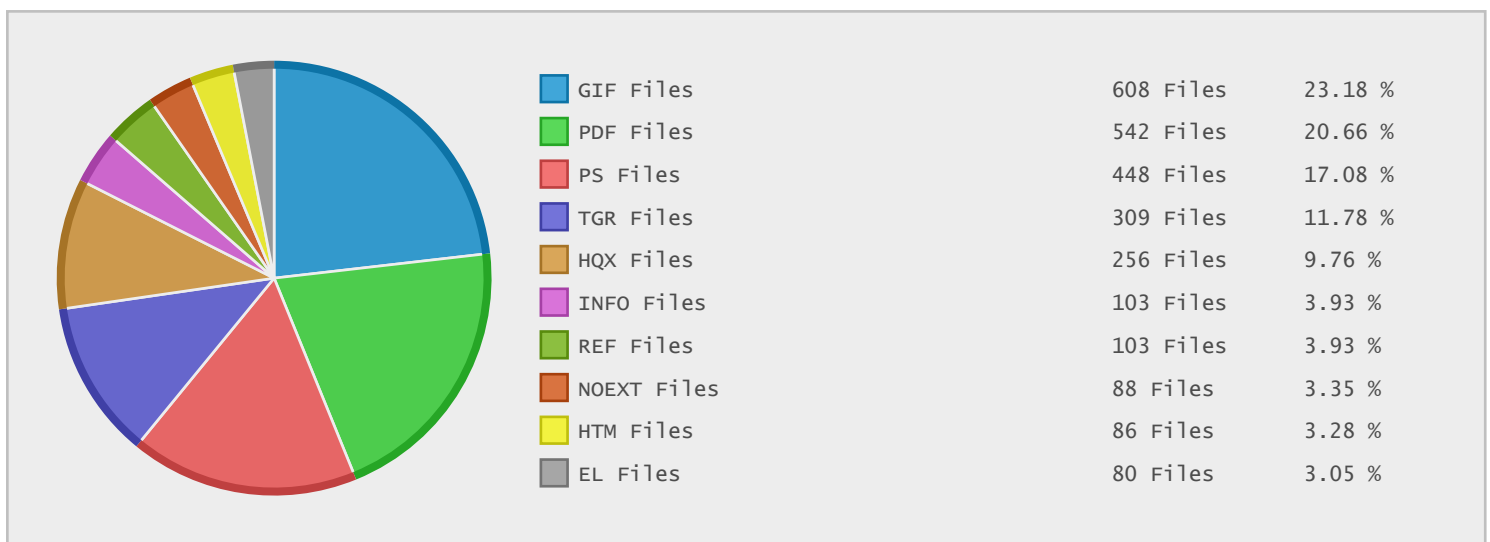 GIF Files 608 Files 23.18 %
PDF Files 542 Files 20.66 %
PS Files 448 Files 17.08 %
TGR Files 309 Files 11.78 %
HQX Files 256 Files 9.76 %
INFO Files 103 Files 3.93 %
REF Files 103 Files 3.93 %
NOEXT Files 88 Files 3.35 %
HTM Files 86 Files 3.28 %
EL Files 80 Files 3.05 %